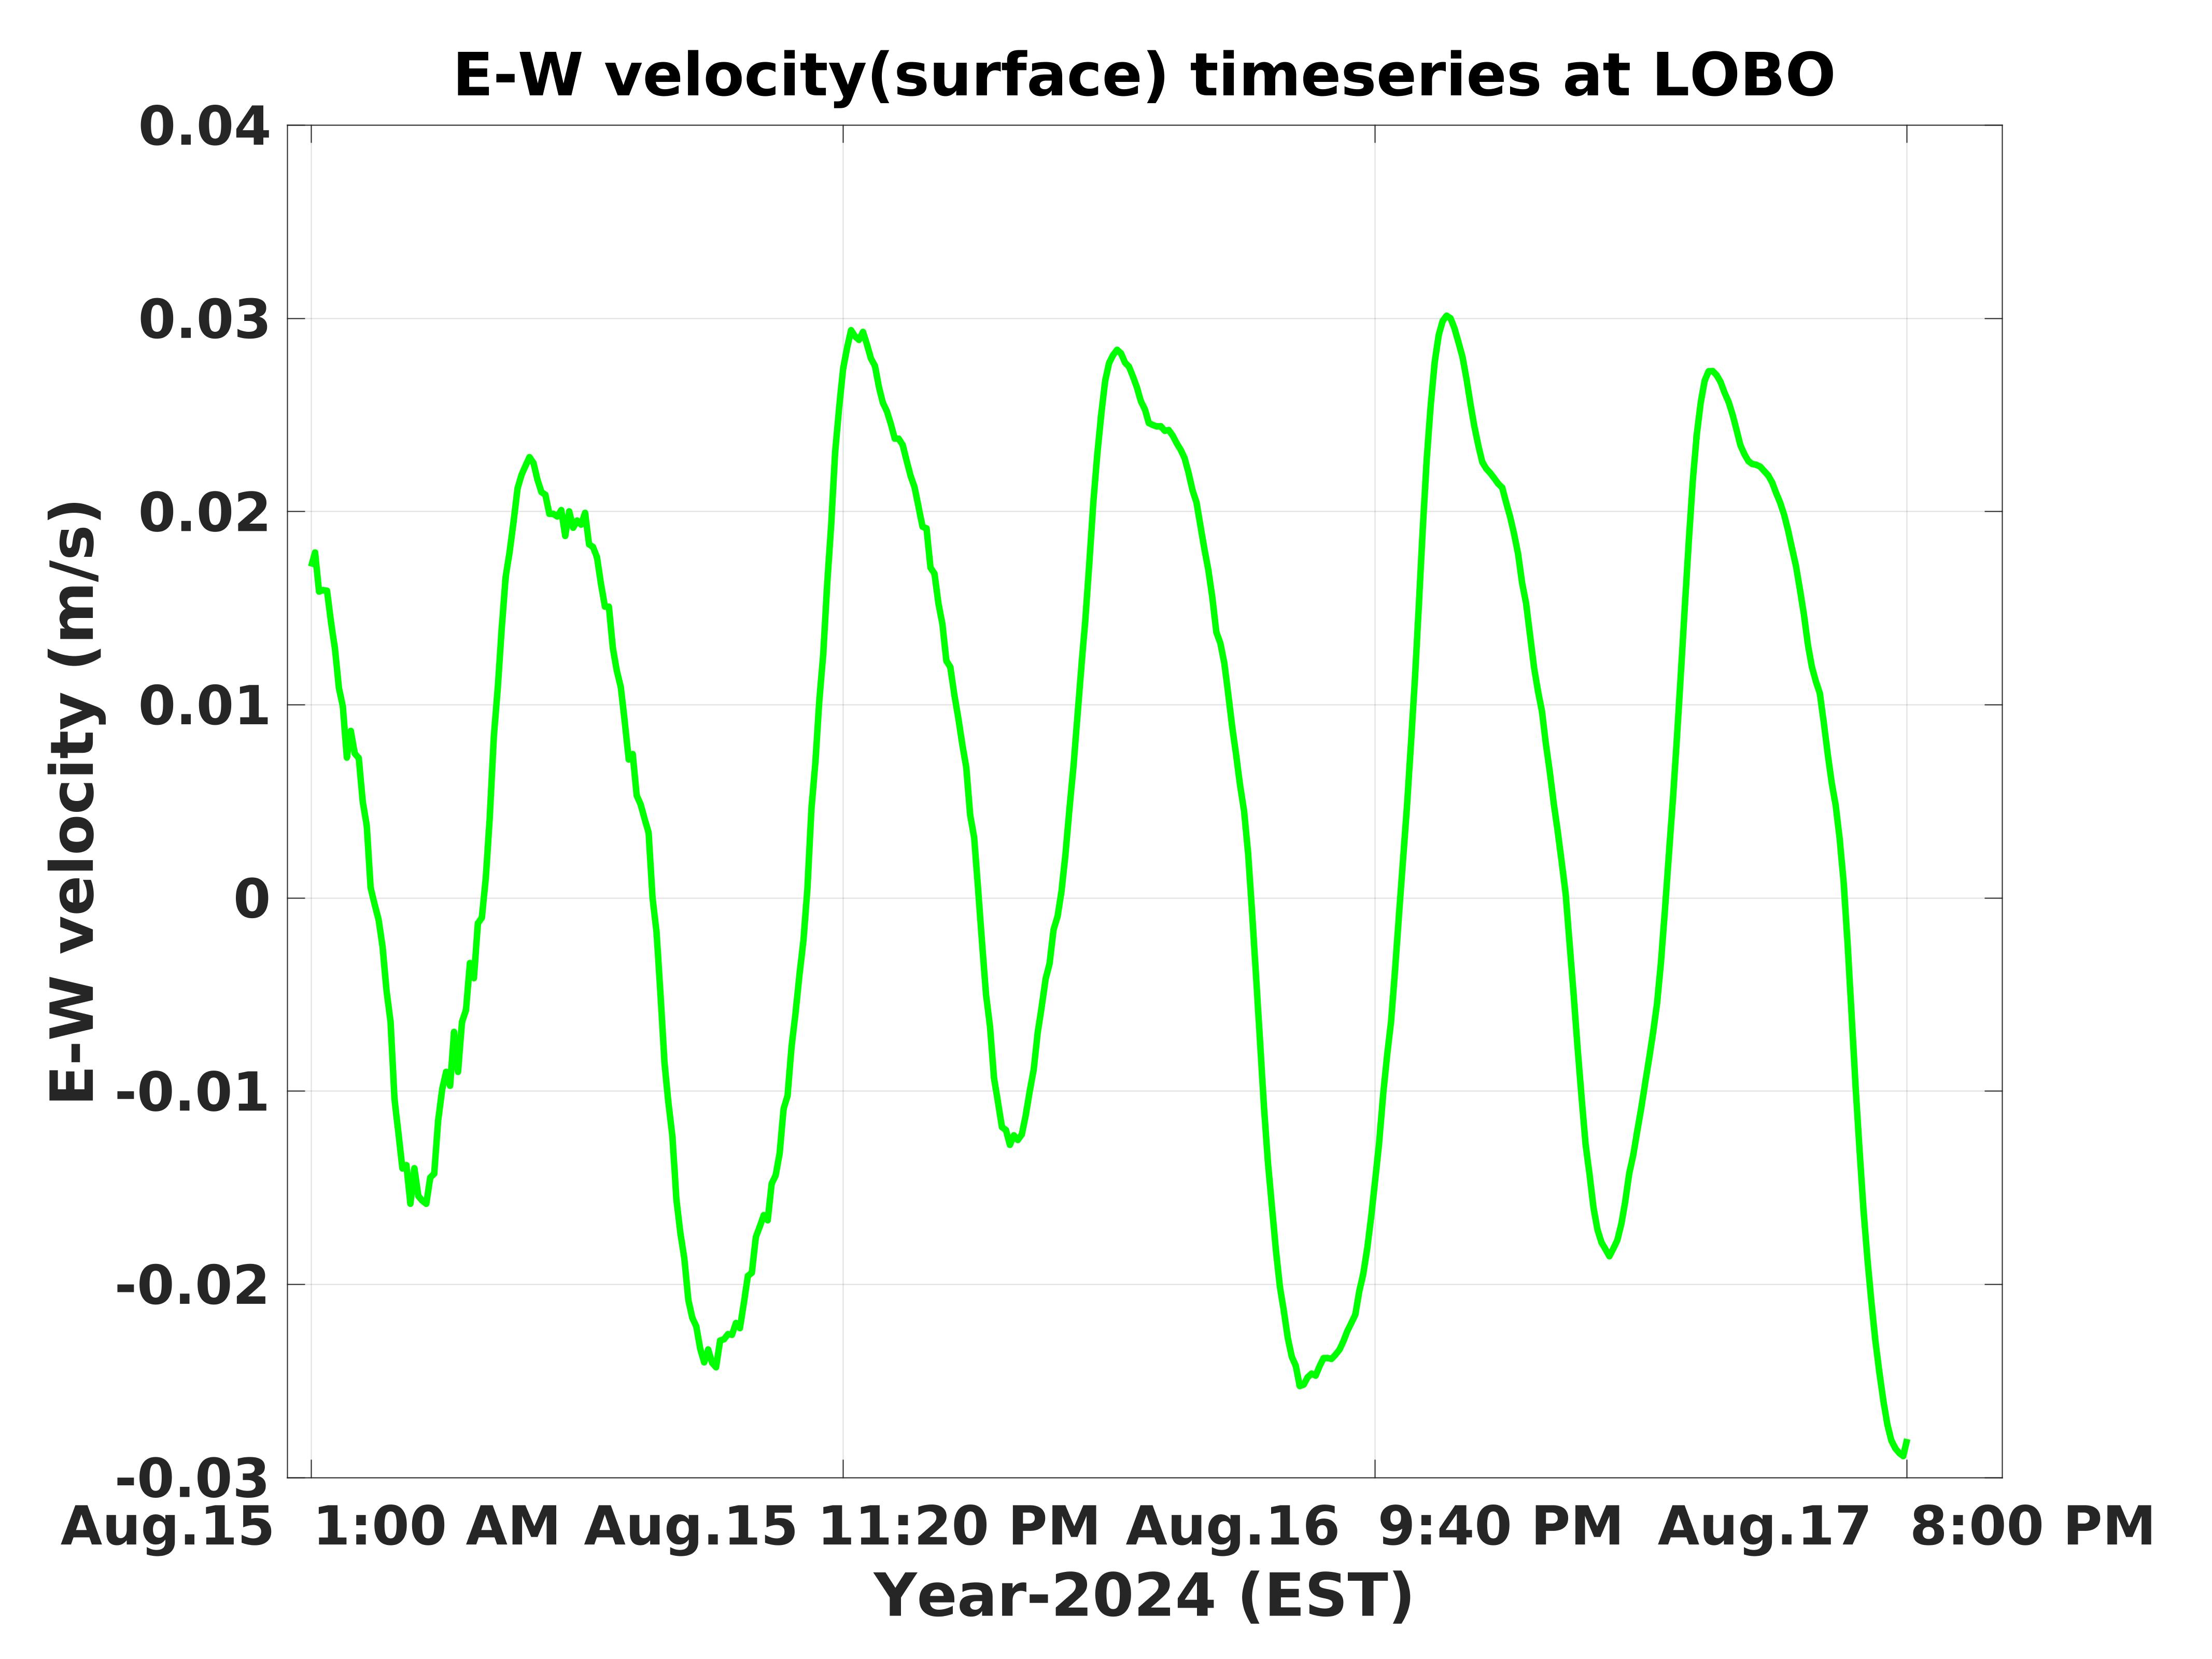 E-W velocity(surface) timeseries at LOBO
E-W velocity (m/s)
0.04
0.03
0.02
0.01
0
-0.01
-0.02
-0.03
Aug.15 1:00 AM Aug.15 11:20 PM Aug.16 9:40 PM Aug.17 8:00 PM
Year-2024 (EST)